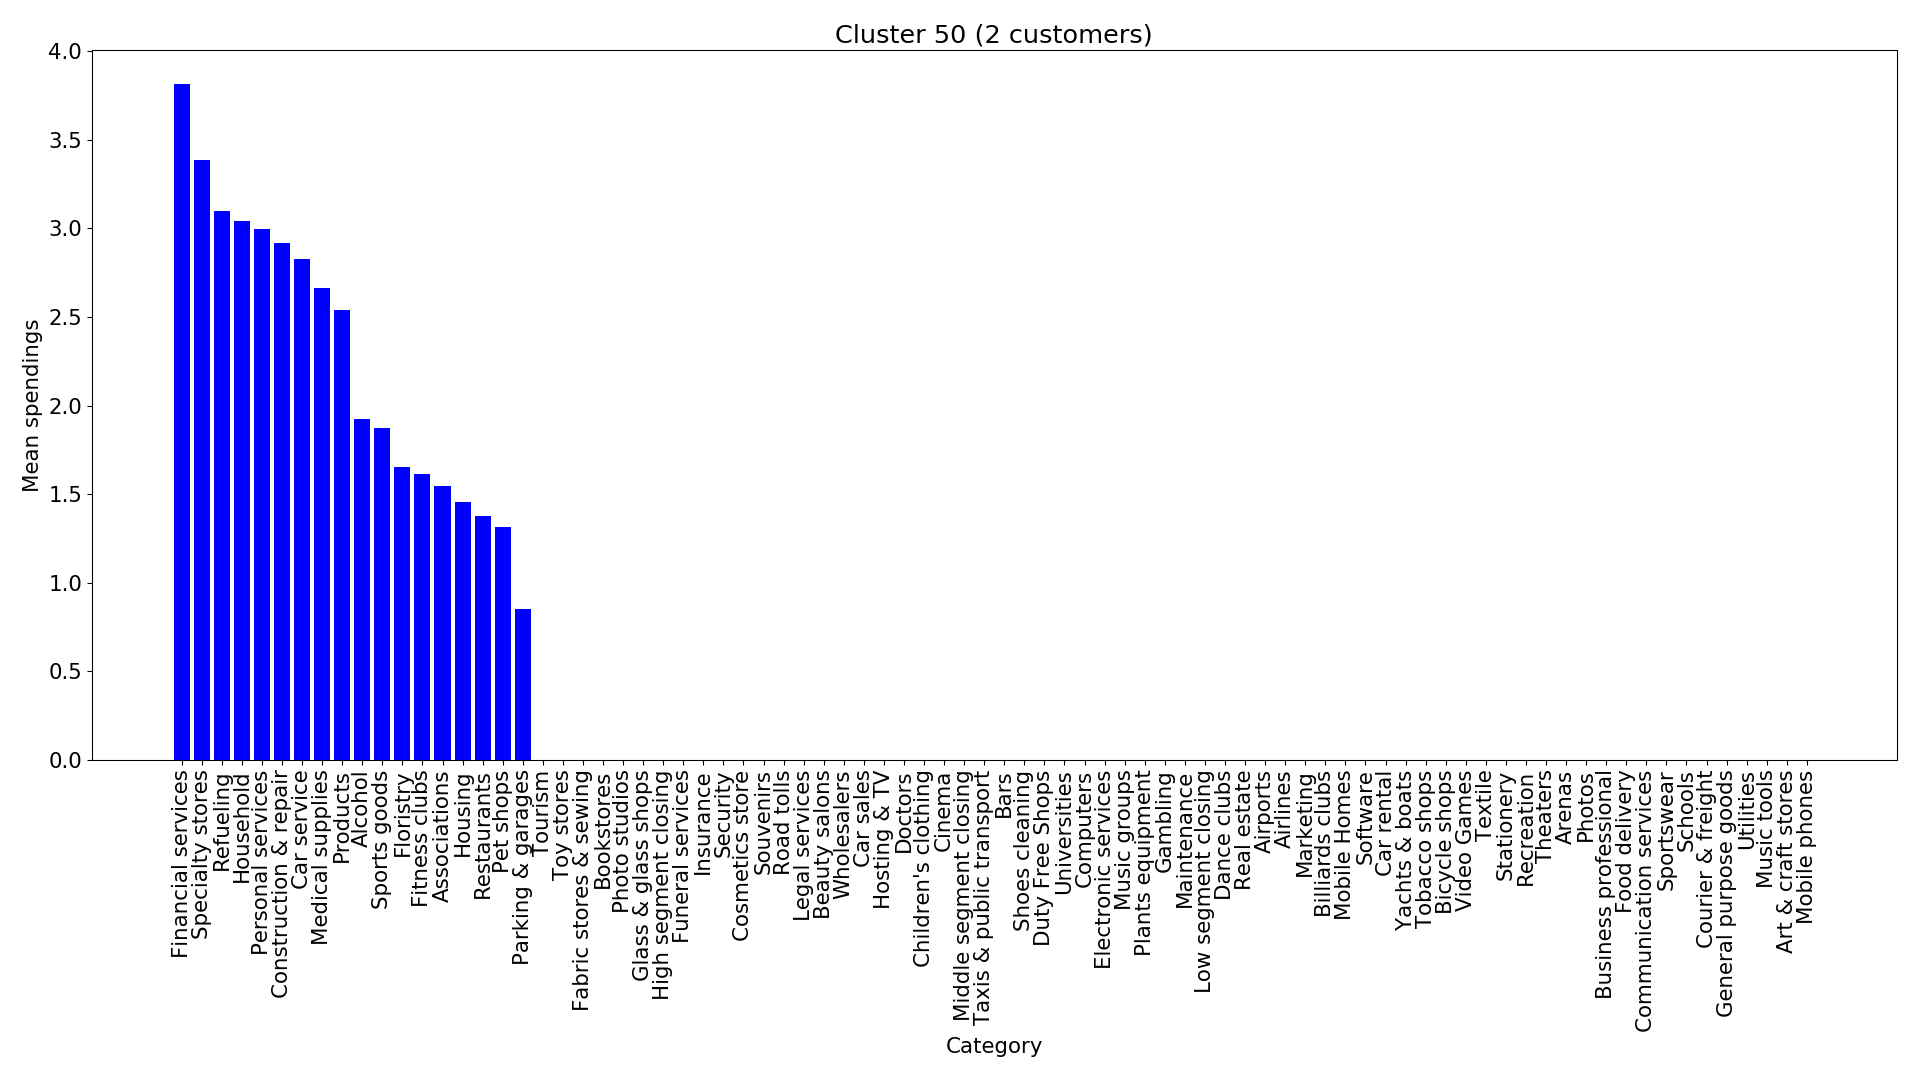 Cluster 50 (2 customers)
Mean spendings
4.0
3.5
3.0
2.5
2.0
1.5
1.0
0.5
0.0
Financial services
Specialty stores
Refueling
Household
Personal services
Construction & repair
Car service
Medical supplies
Products
Alcohol
Sports goods
Floristry
Fitness clubs
Associations
Housing
Restaurants
Pet shops
Parking & garages
Tourism
Toy stores
Fabric stores & sewing
Bookstores
Photo studios
Glass & glass shops
High segment closing
Funeral services
Insurance
Security
Cosmetics store
Souvenirs
Road tolls
Legal services
Beauty salons
Wholesalers
Car sales
Hosting & TV
Doctors
Children's clothing
Cinema
Middle segment closing
Taxis & public transport
Bars
Shoes cleaning
Duty Free Shops
Universities
Computers
Electronic services
Music groups
Plants equipment
Gambling
Maintenance
Low segment closing
Dance clubs
Real estate
Airports
Airlines
Marketing
Billiards clubs
Mobile Homes
Software
Car rental
Yachts & boats
Tobacco shops
Bicycle shops
Video Games
Textile
Stationery
Recreation
Theaters
Arenas
Photos
Business professional
Food delivery
Communication services
Sportswear
Schools
Courier & freight
General purpose goods
Utilities
Music tools
Art & craft stores
Mobile phones
Category